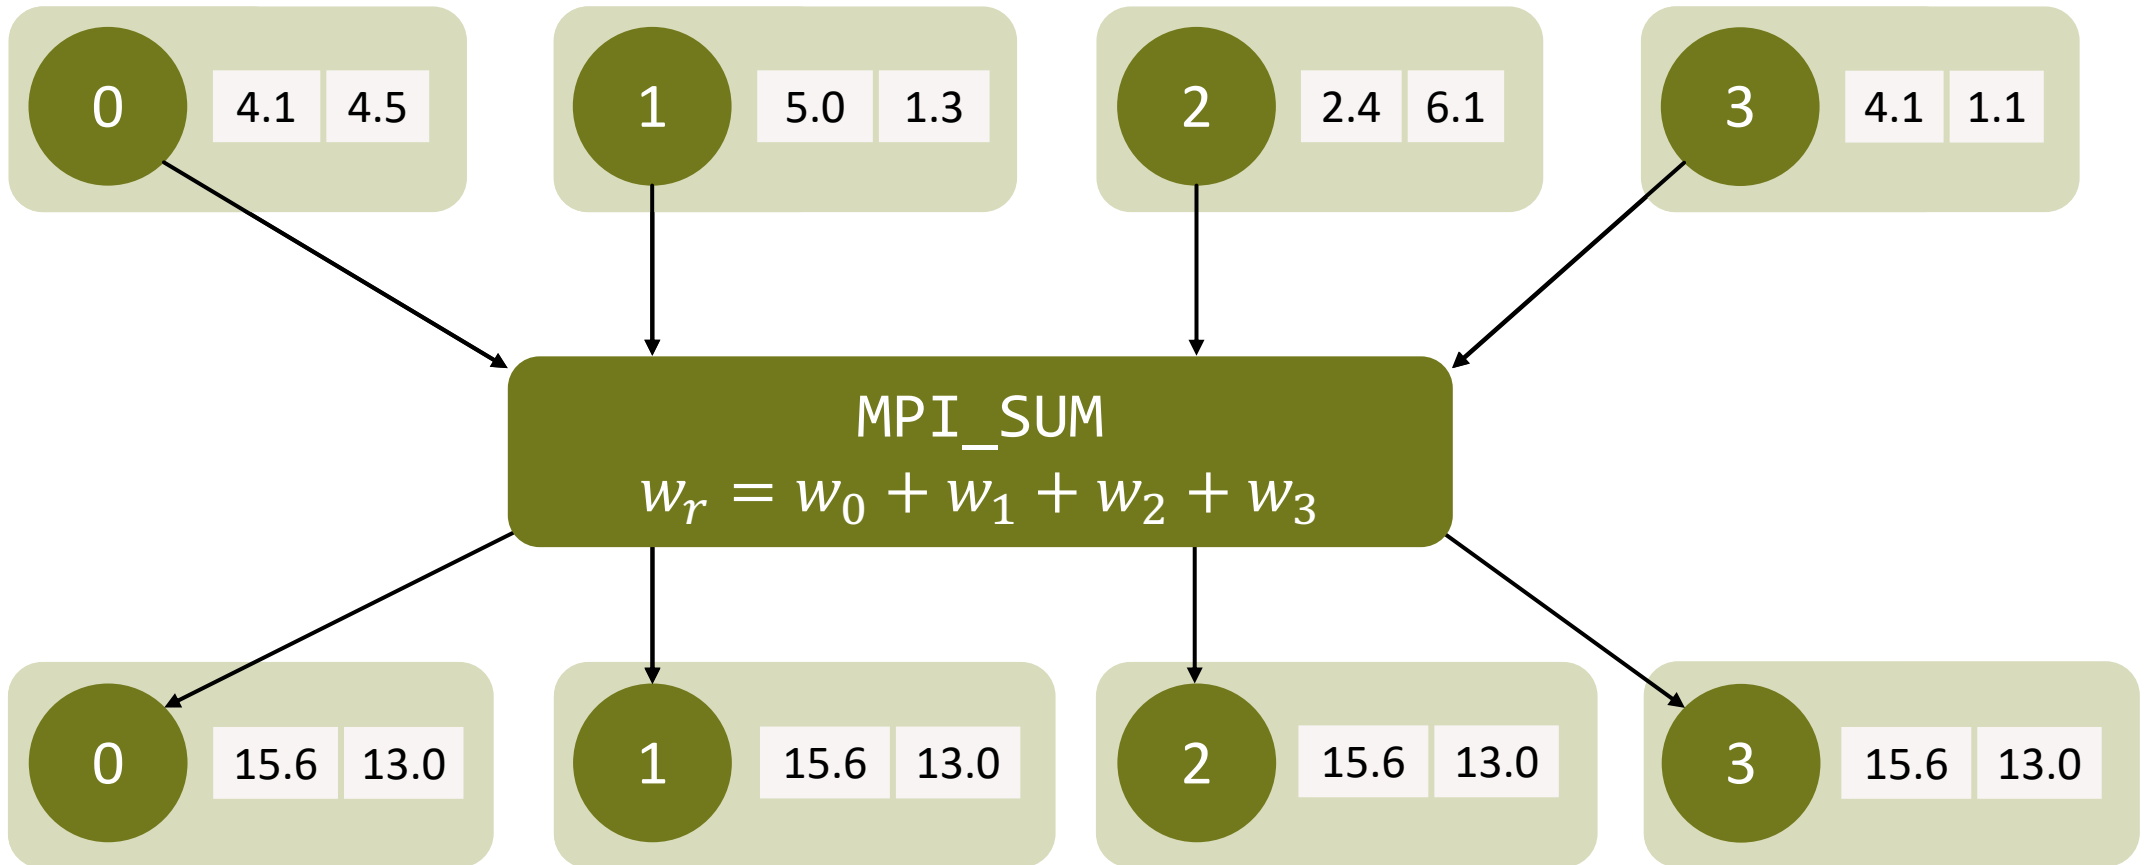 0 4.1 4.5 1 5.0 1.3 2 2.4 6.1 3 4.1 1.1
MPI_SUM
w_r = w_0 + w_1 + w_2 + w_3
0 15.6 13.0 1 15.6 13.0 2 15.6 13.0 3 15.6 13.0